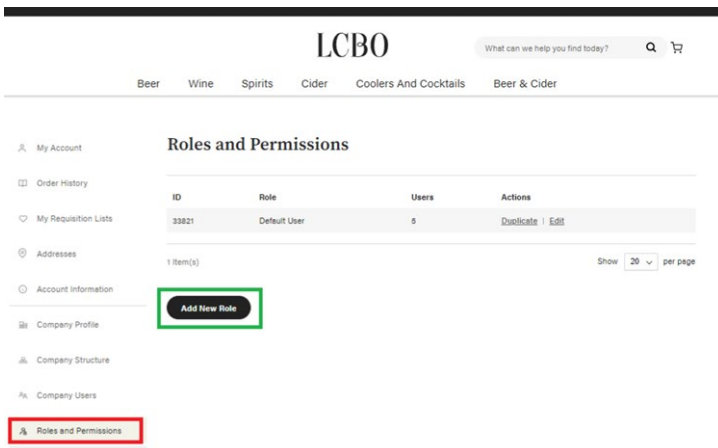 LCBO
What can we help you find today?
Beer Wine Spirits Cider Coolers And Cocktails Beer & Cider
My Account
Order History
My Requisition Lists
Addresses
Account Information
Company Profile
Company Structure
Company Users
Roles and Permissions
Roles and Permissions
ID Role Users Actions
33821 Default User 5 Duplicate | Edit
1 Item(s) Show 20 per page
Add New Role